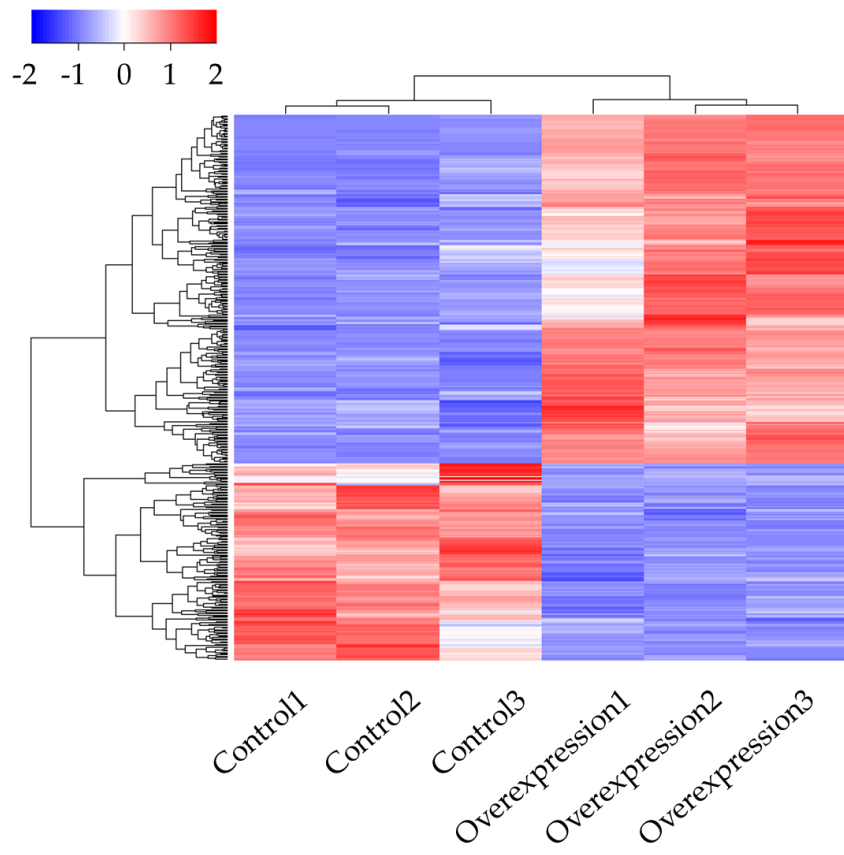 -2 -1 0 1 2
Control1
Control2
Control3
Overexpression1
Overexpression2
Overexpression3